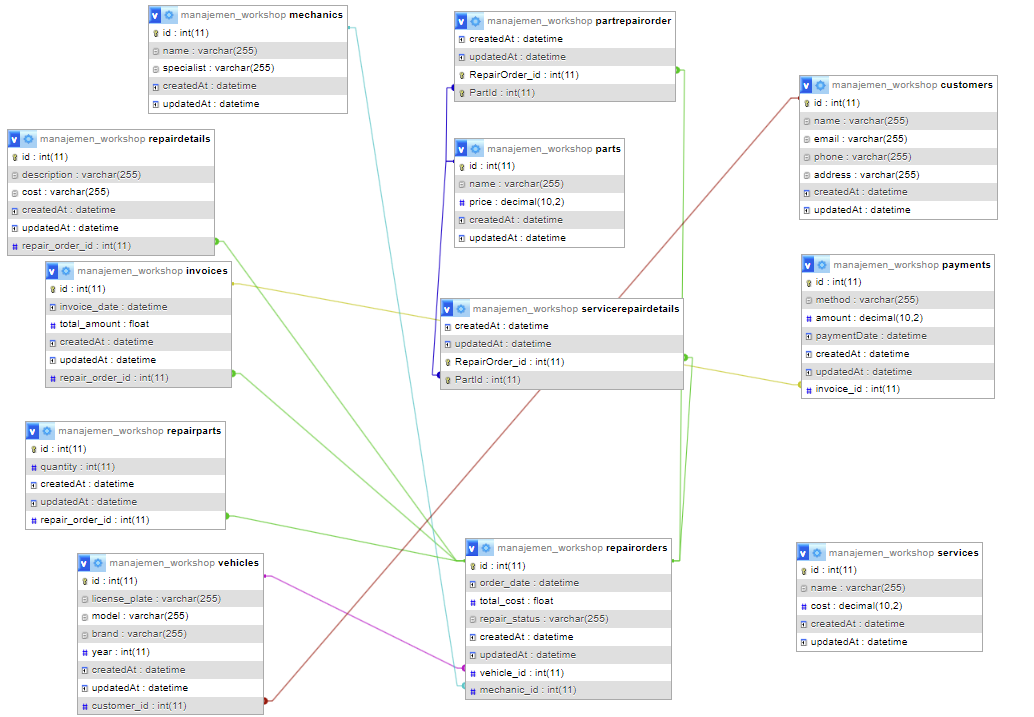 manajemen_workshop mechanics
id : int(11)
name : varchar(255)
specialist : varchar(255)
createdAt : datetime
updatedAt : datetime
manajemen_workshop partrepairorder
createdAt : datetime
updatedAt : datetime
RepairOrder_id : int(11)
PartId : int(11)
manajemen_workshop customers
id : int(11)
name : varchar(255)
email : varchar(255)
phone : varchar(255)
address : varchar(255)
createdAt : datetime
updatedAt : datetime
manajemen_workshop repairdetails
id : int(11)
description : varchar(255)
cost : varchar(255)
createdAt : datetime
updatedAt : datetime
repair_order_id : int(11)
manajemen_workshop parts
id : int(11)
name : varchar(255)
price : decimal(10,2)
createdAt : datetime
updatedAt : datetime
manajemen_workshop invoices
id : int(11)
invoice_date : datetime
total_amount : float
createdAt : datetime
updatedAt : datetime
repair_order_id : int(11)
manajemen_workshop servicerepairdetails
createdAt : datetime
updatedAt : datetime
RepairOrder_id : int(11)
PartId : int(11)
manajemen_workshop payments
id : int(11)
method : varchar(255)
amount : decimal(10,2)
paymentDate : datetime
createdAt : datetime
updatedAt : datetime
invoice_id : int(11)
manajemen_workshop repairparts
id : int(11)
quantity : int(11)
createdAt : datetime
updatedAt : datetime
repair_order_id : int(11)
manajemen_workshop vehicles
id : int(11)
license_plate : varchar(255)
model : varchar(255)
brand : varchar(255)
year : int(11)
createdAt : datetime
updatedAt : datetime
customer_id : int(11)
manajemen_workshop repairorders
id : int(11)
order_date : datetime
total_cost : float
repair_status : varchar(255)
createdAt : datetime
updatedAt : datetime
vehicle_id : int(11)
mechanic_id : int(11)
manajemen_workshop services
id : int(11)
name : varchar(255)
cost : decimal(10,2)
createdAt : datetime
updatedAt : datetime